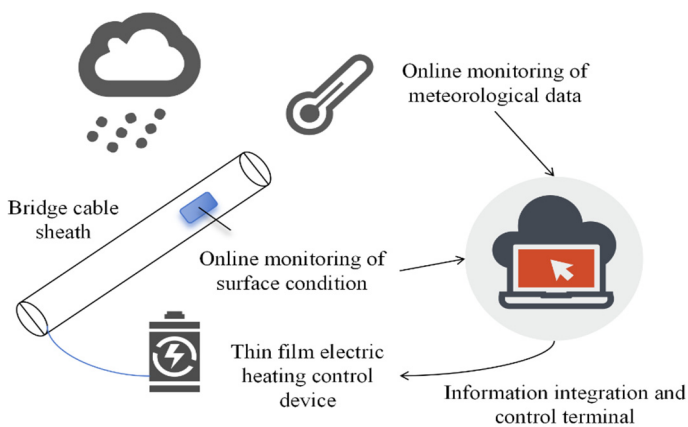 Online monitoring of
meteorological data
Bridge cable
sheath
Online monitoring of
surface condition
Thin film electric
heating control
device
Information integration and
control terminal